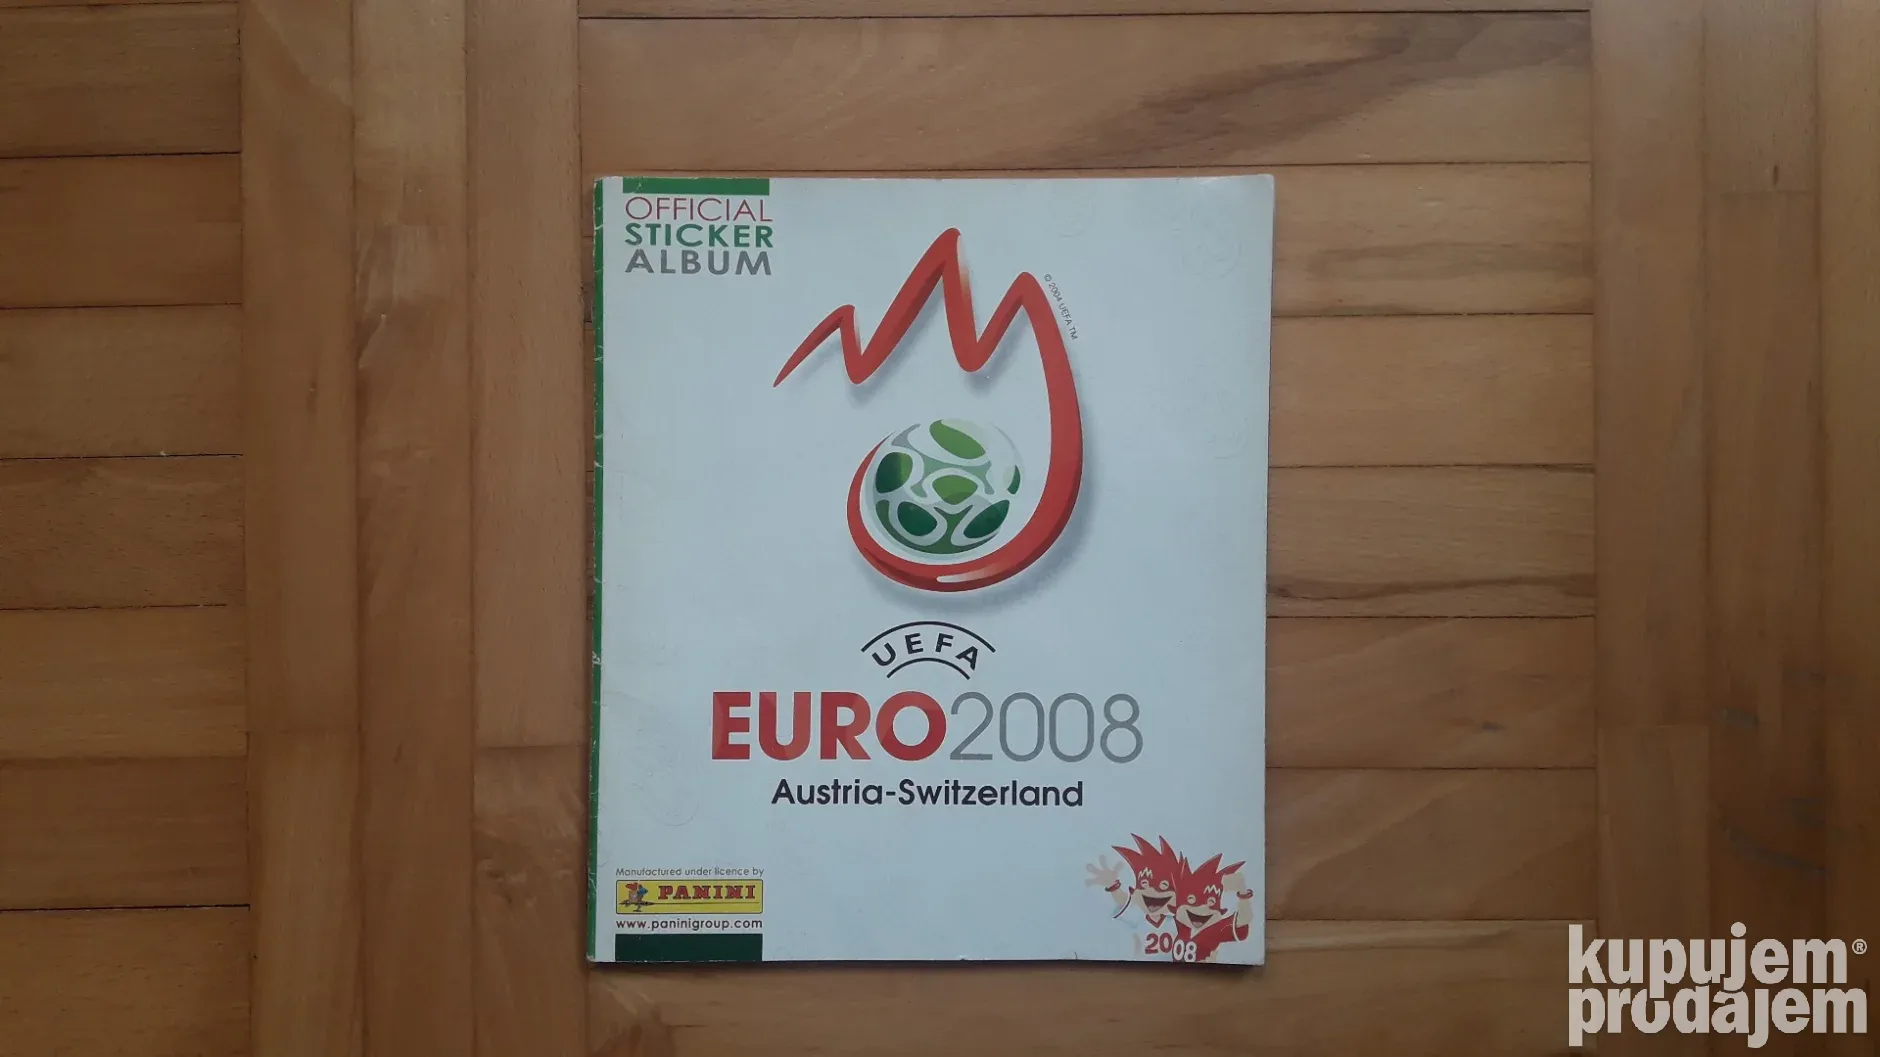 OFFICIAL
STICKER
ALBUM
© 2004 UEFA TM
UEFA
EURO2008
Austria-Switzerland
Manufactured under licence by
PANINI
www.paninigroup.com
2008
kupujem®
prodajem